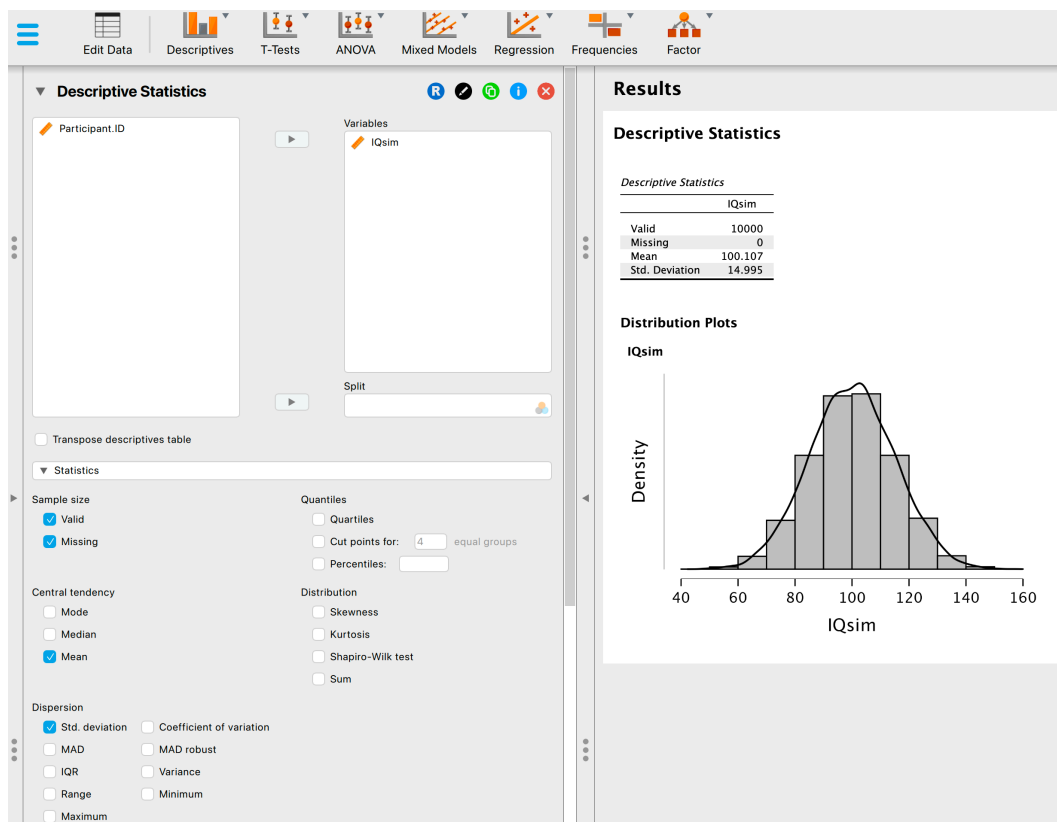 Edit Data
Descriptives
T-Tests
ANOVA
Mixed Models
Regression
Frequencies
Factor
Descriptive Statistics
R
i
Participant.ID
Variables
IQsim
Split
Transpose descriptives table
Statistics
Sample size
Valid
Missing
Quantiles
Quartiles
Cut points for: 4 equal groups
Percentiles:
Central tendency
Mode
Median
Mean
Distribution
Skewness
Kurtosis
Shapiro-Wilk test
Sum
Dispersion
Std. deviation Coefficient of variation
MAD MAD robust
IQR Variance
Range Minimum
Maximum
Results
Descriptive Statistics
Descriptive Statistics
IQsim
Valid 10000
Missing 0
Mean 100.107
Std. Deviation 14.995
Distribution Plots
IQsim
Density
40 60 80 100 120 140 160
IQsim